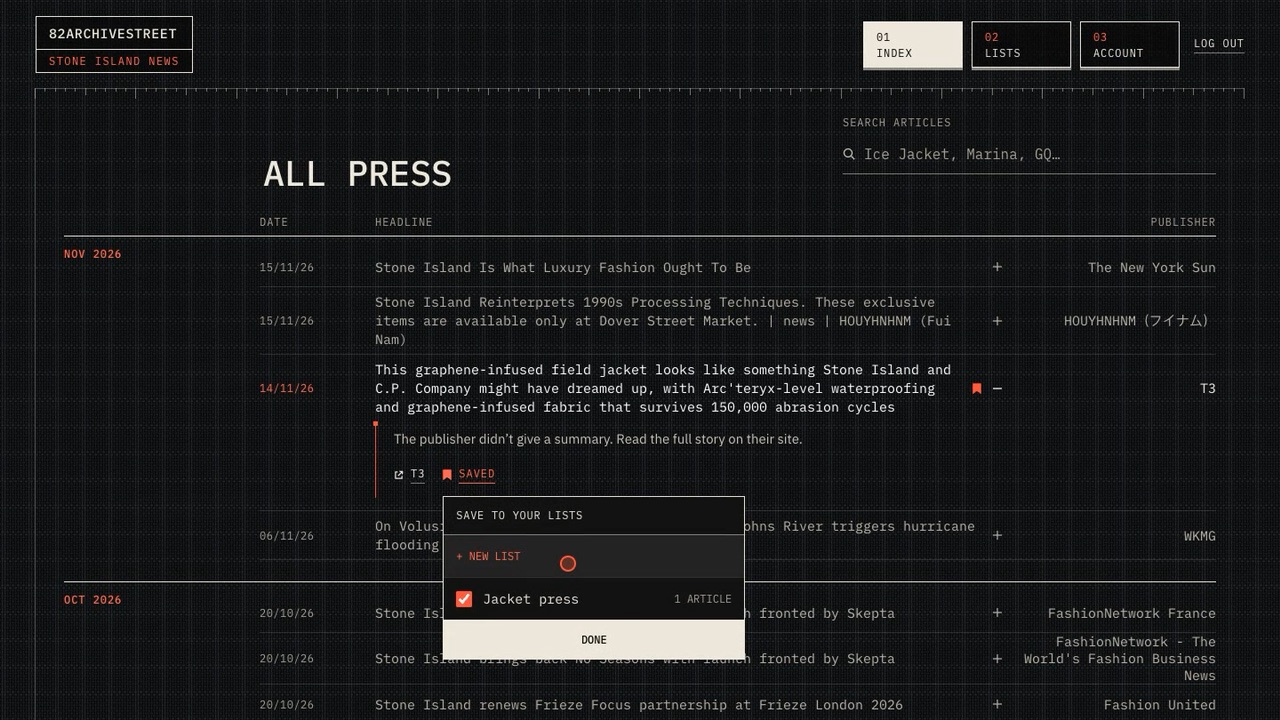 82ARCHIVESTREET
STONE ISLAND NEWS
01
INDEX
02
LISTS
03
ACCOUNT
LOG OUT
SEARCH ARTICLES
Ice Jacket, Marina, GQ…
ALL PRESS
DATE
HEADLINE
PUBLISHER
NOV 2026
15/11/26
Stone Island Is What Luxury Fashion Ought To Be
+
The New York Sun
15/11/26
Stone Island Reinterprets 1990s Processing Techniques. These exclusive
items are available only at Dover Street Market. | news | HOUYHNHNM (Fui
Nam)
+
HOUYHNHNM (フイナム)
14/11/26
This graphene-infused field jacket looks like something Stone Island and
C.P. Company might have dreamed up, with Arc'teryx-level waterproofing
and graphene-infused fabric that survives 150,000 abrasion cycles
−
T3
The publisher didn’t give a summary. Read the full story on their site.
T3
SAVED
SAVE TO YOUR LISTS
+ NEW LIST
Jacket press
1 ARTICLE
DONE
06/11/26
On Volus
ohns River triggers hurricane
flooding
+
WKMG
OCT 2026
20/10/26
Stone Isl
h fronted by Skepta
+
FashionNetwork France
20/10/26
Stone Island brings back No Seasons with launch fronted by Skepta
+
FashionNetwork - The
World's Fashion Business
News
20/10/26
Stone Island renews Frieze Focus partnership at Frieze London 2026
+
Fashion United